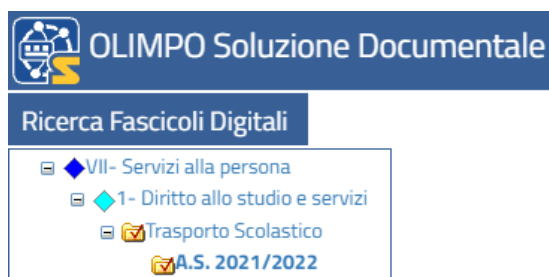 OLIMPO Soluzione Documentale
Ricerca Fascicoli Digitali
VII- Servizi alla persona
1- Diritto allo studio e servizi
Trasporto Scolastico
A.S. 2021/2022